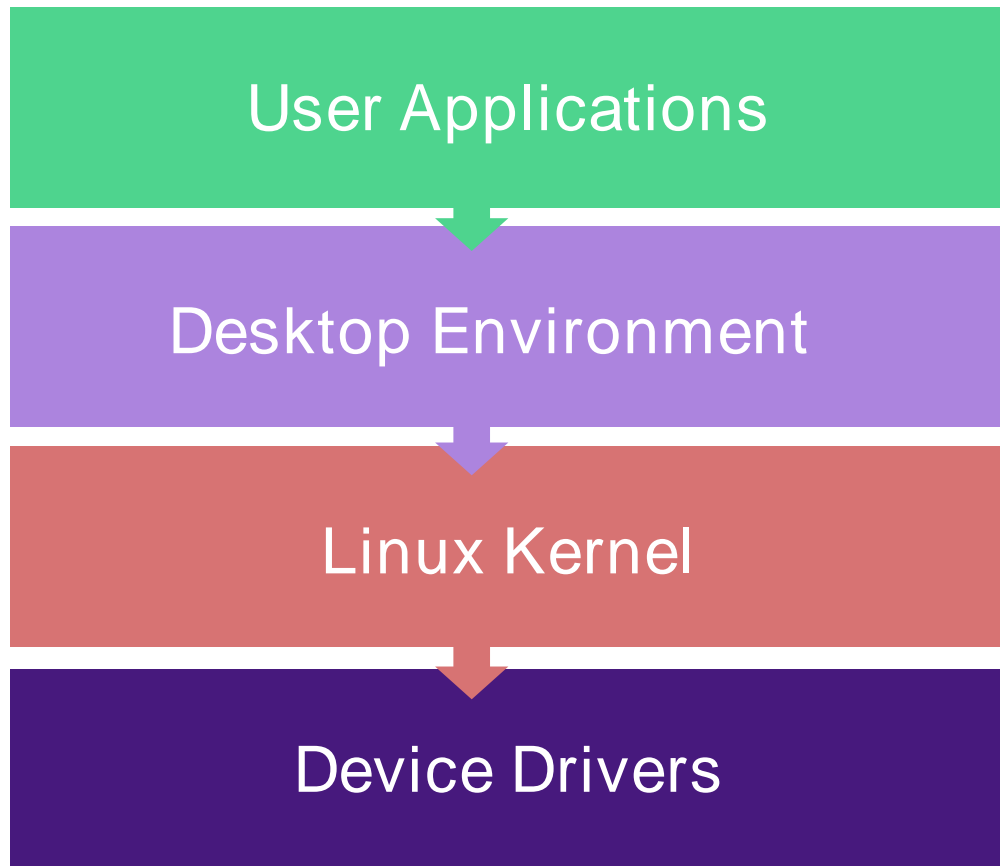 User Applications
Desktop Environment
Linux Kernel
Device Drivers